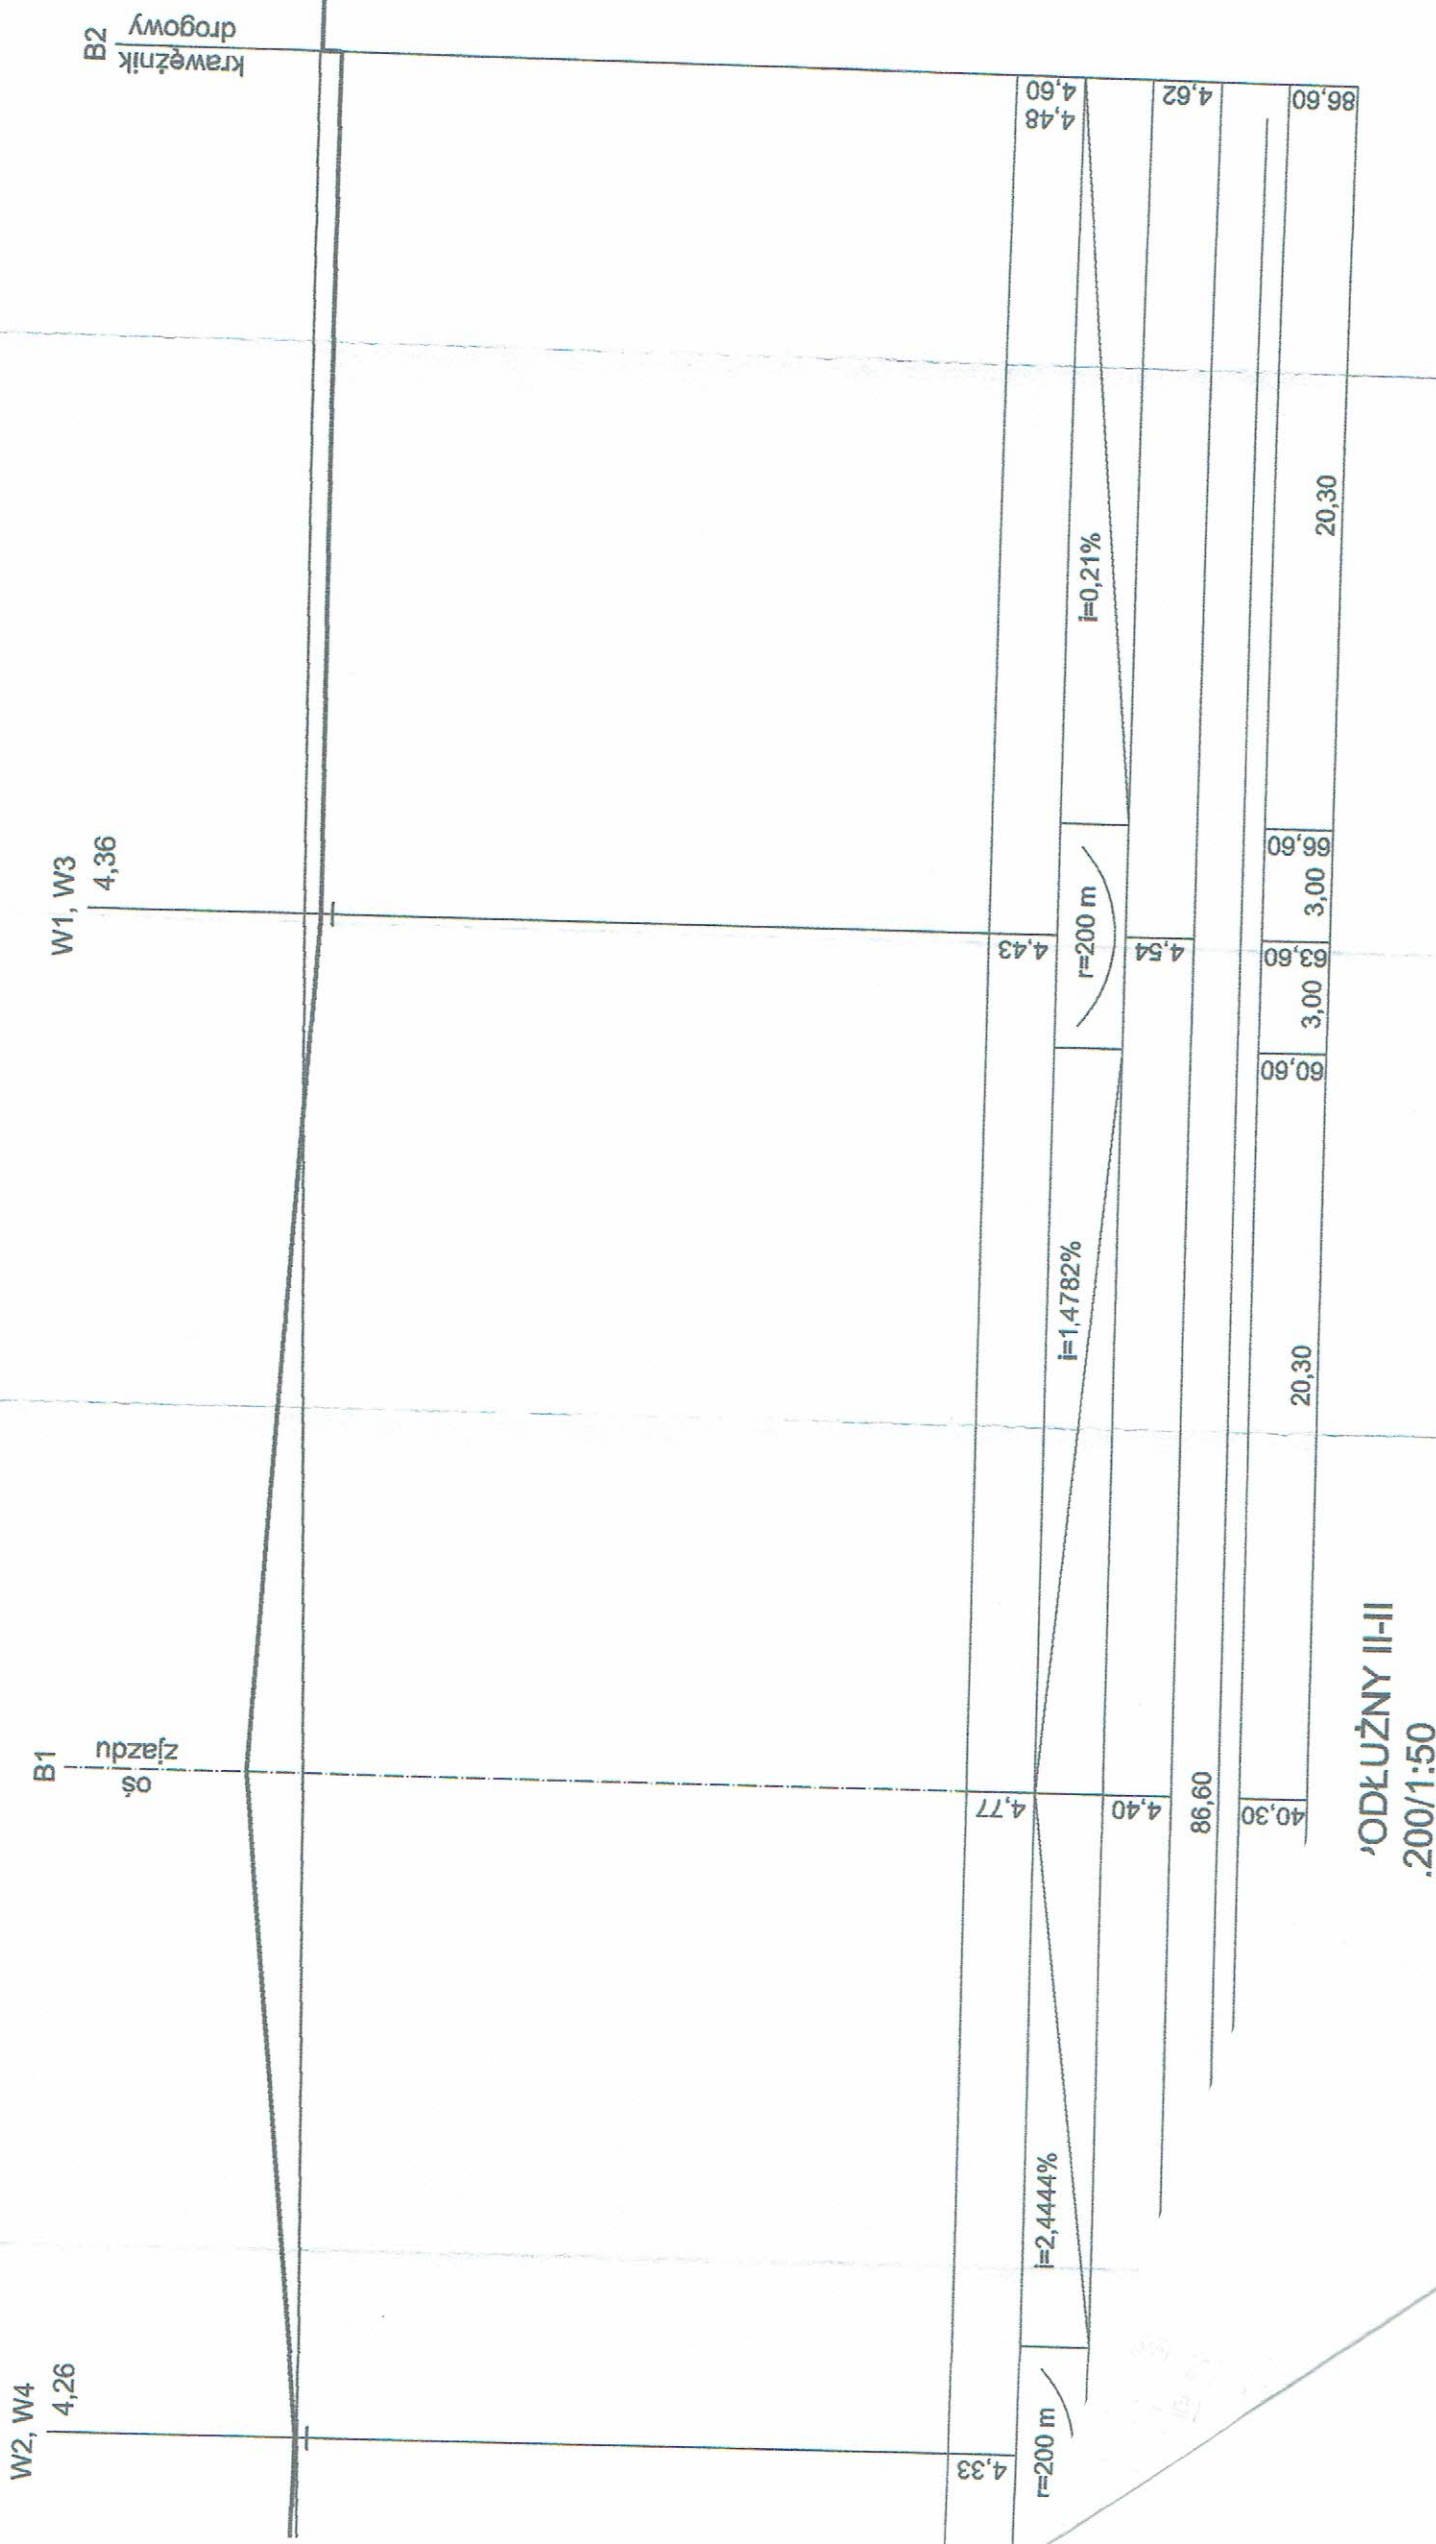 W2, W4
4,26
B1
oś
zjazdu
W1, W3
4,36
B2
krawężnik
drogowy
4,33
4,77
4,43
4,48
4,60
r=200 m
i=2,4444%
i=1,4782%
r=200 m
i=0,21%
4,40
4,54
4,62
86,60
40,30
20,30
60,60
3,00
63,60
3,00
66,60
20,30
86,60
ODŁUŻNY II-II
.200/1:50